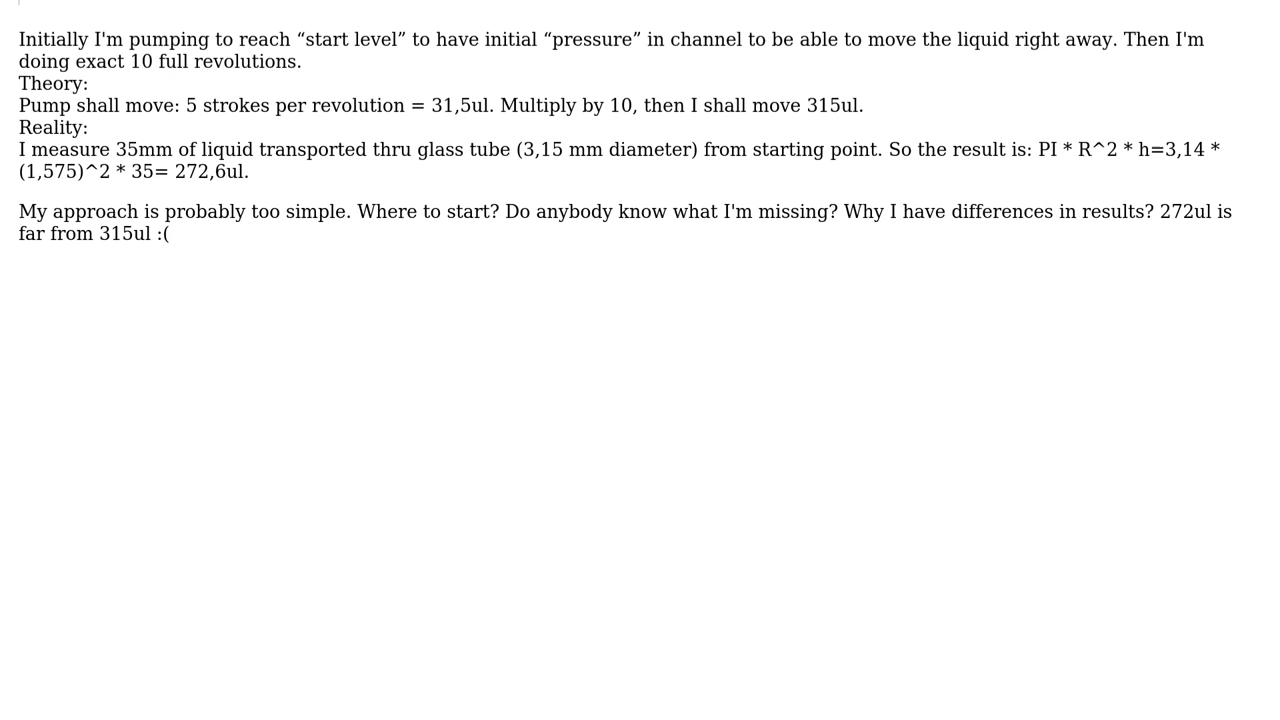 Initially I'm pumping to reach “start level” to have initial “pressure” in channel to be able to move the liquid right away. Then I'm
doing exact 10 full revolutions.
Theory:
Pump shall move: 5 strokes per revolution = 31,5ul. Multiply by 10, then I shall move 315ul.
Reality:
I measure 35mm of liquid transported thru glass tube (3,15 mm diameter) from starting point. So the result is: PI * R^2 * h=3,14 *
(1,575)^2 * 35= 272,6ul.
My approach is probably too simple. Where to start? Do anybody know what I'm missing? Why I have differences in results? 272ul is
far from 315ul :(